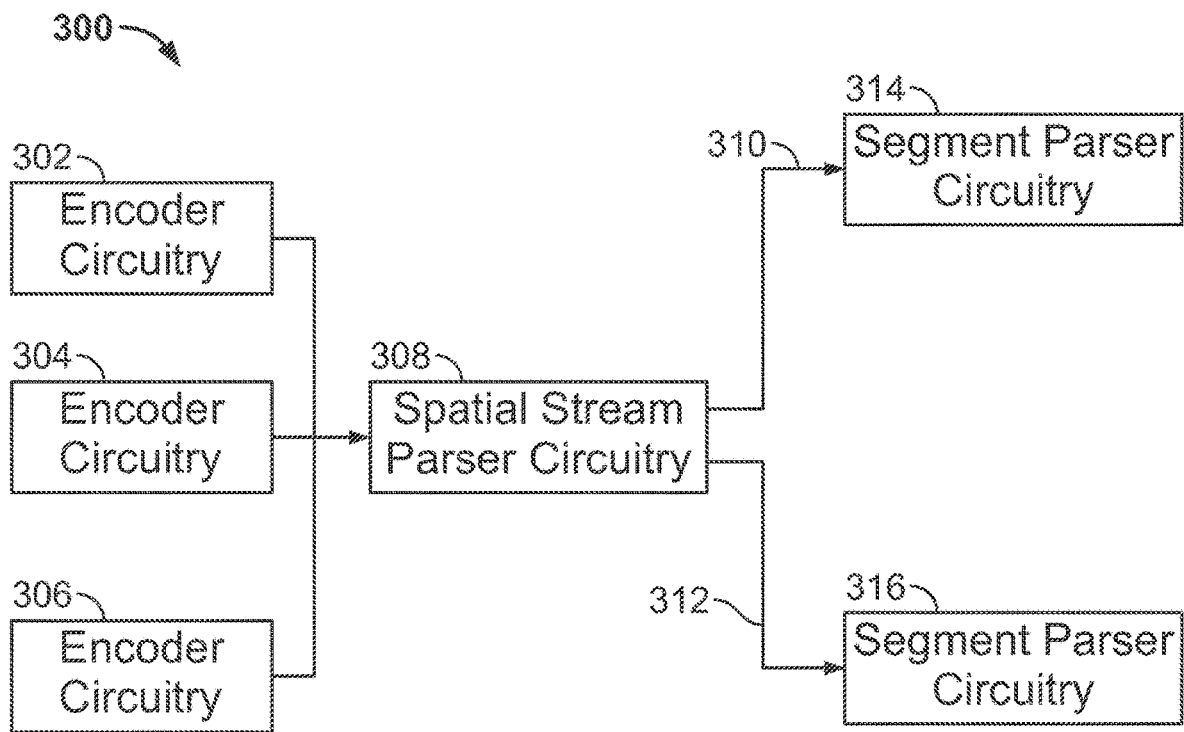 300
302
Encoder
Circuitry
304
Encoder
Circuitry
306
Encoder
Circuitry
308
Spatial Stream
Parser Circuitry
310
312
314
Segment Parser
Circuitry
316
Segment Parser
Circuitry